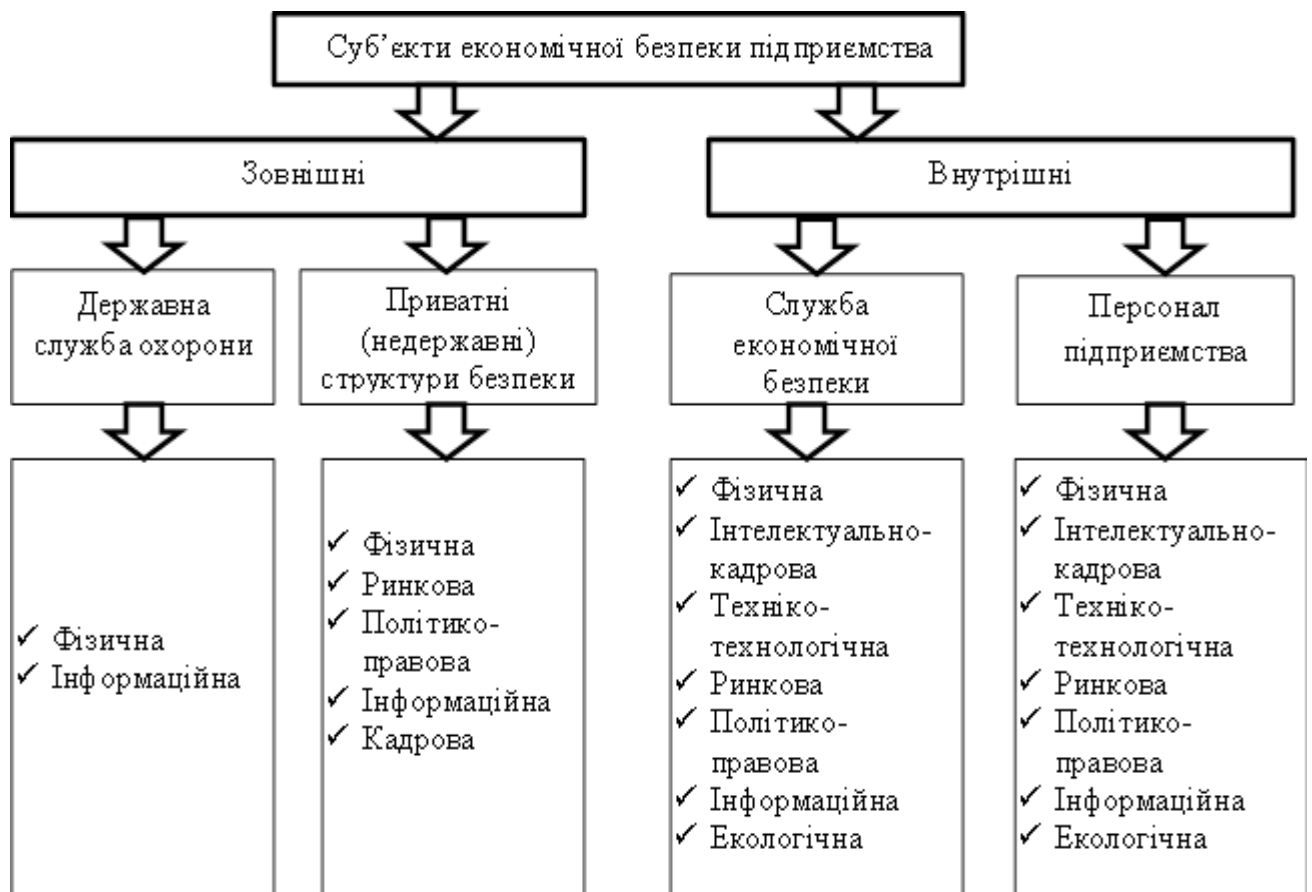 Суб’єкти економічної безпеки підприємства
Зовнішні
Внутрішні
Державна
служба охорони
Приватні
(недержавні)
структури безпеки
Служба
економічної
безпеки
Персонал
підприємства
✓ Фізична
✓ Інформаційна
✓ Фізична
✓ Ринкова
✓ Політико-
правова
✓ Інформаційна
✓ Кадрова
✓ Фізична
✓ Інтелектуально-
кадрова
✓ Техніко-
технологічна
✓ Ринкова
✓ Політико-
правова
✓ Інформаційна
✓ Екологічна
✓ Фізична
✓ Інтелектуально-
кадрова
✓ Техніко-
технологічна
✓ Ринкова
✓ Політико-
правова
✓ Інформаційна
✓ Екологічна